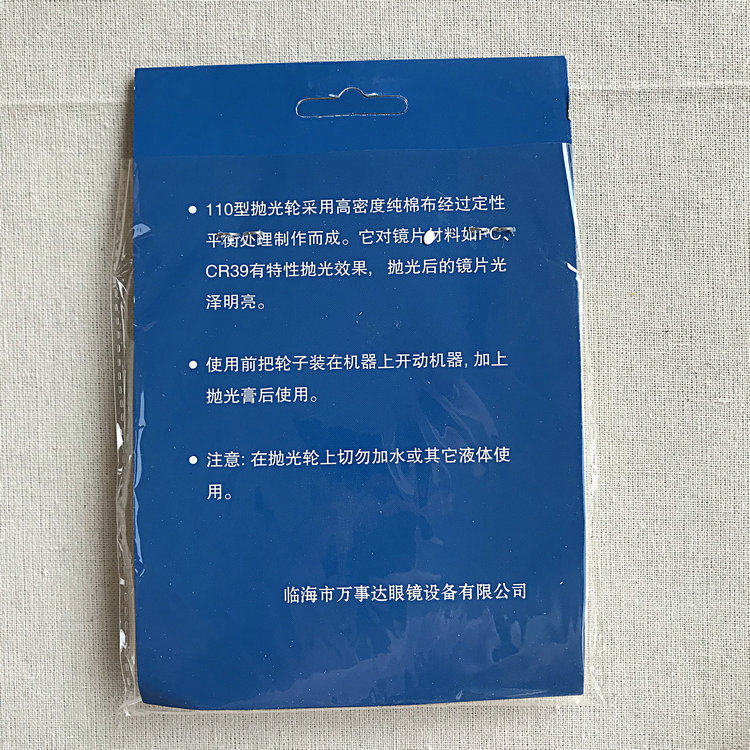 110型抛光轮采用高密度纯棉布经过定性
平衡处理制作而成。它对镜片材料如PC、
CR39有特性抛光效果, 抛光后的镜片光
泽明亮。
使用前把轮子装在机器上开动机器, 加上
抛光膏后使用。
注意: 在抛光轮上切勿加水或其它液体使
用。
临海市万事达眼镜设备有限公司